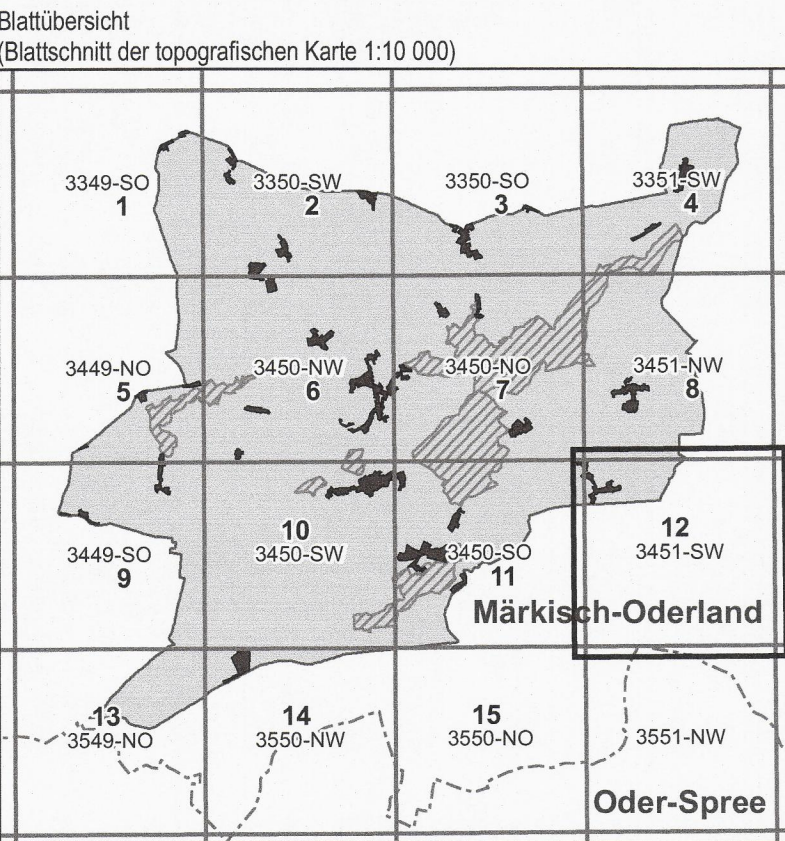 Blattübersicht
(Blattschnitt der topografischen Karte 1:10 000)
3349-SO
1
3350-SW
2
3350-SO
3
3351-SW
4
3449-NO
5
3450-NW
6
3450-NO
7
3451-NW
8
3449-SO
9
10
3450-SW
3450-SO
11
12
3451-SW
Märkisch-Oderland
13
3549-NO
14
3550-NW
15
3550-NO
3551-NW
Oder-Spree